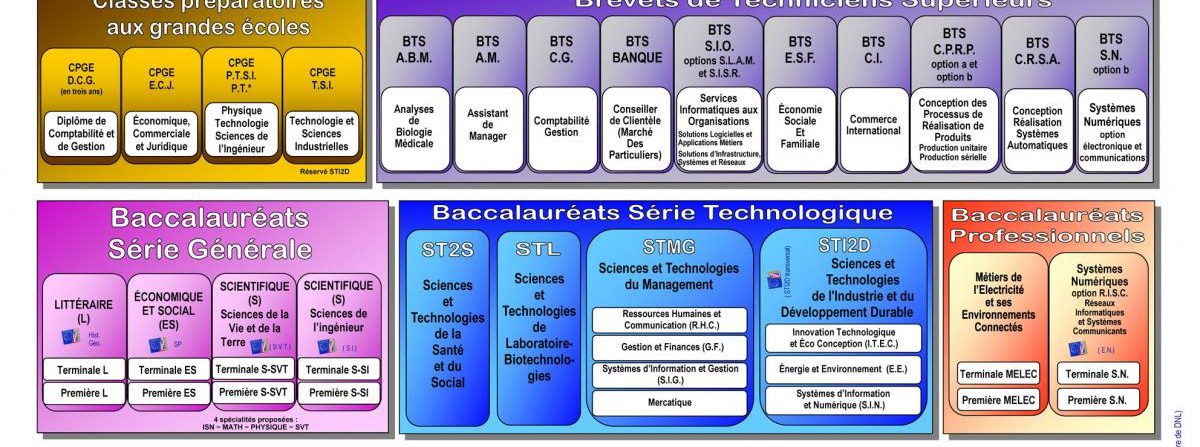 Classes préparatoires
aux grandes écoles
CPGE
D.C.G.
(en trois ans)
Diplôme de
Comptabilité et
de Gestion
CPGE
E.C.J.
Économique,
Commerciale
et Juridique
CPGE
P.T.S.I.
P.T.*
Physique
Technologie
Sciences de
l'Ingénieur
CPGE
T.S.I.
Technologie et
Sciences
Industrielles
Réservé STI2D
Brevets de Techniciens Supérieurs
BTS
A.B.M.
Analyses
de
Biologie
Médicale
BTS
A.M.
Assistant
de
Manager
BTS
C.G.
Comptabilité
Gestion
BTS
BANQUE
Conseiller
de Clientèle
(Marché
Des
Particuliers)
BTS
S.I.O.
options S.L.A.M.
et S.I.S.R.
Services
Informatiques aux
Organisations
Solutions Logicielles et
Applications Métiers
Solutions d'Infrastructure,
Systèmes et Réseaux
BTS
E.S.F.
Économie
Sociale
Et
Familiale
BTS
C.I.
Commerce
International
BTS
C.P.R.P.
option a et
option b
Conception des
Processus de
Réalisation de
Produits
Production unitaire
Production sérielle
BTS
C.R.S.A.
Conception
Réalisation
Systèmes
Automatiques
BTS
S.N.
option b
Systèmes
Numériques
option
électronique et
communications
Baccalauréats
Série Générale
LITTÉRAIRE
(L)
Hist.
Géo.
Terminale L
Première L
ÉCONOMIQUE
ET SOCIAL
(ES)
SP
Terminale ES
Première ES
SCIENTIFIQUE
(S)
Sciences de la
Vie et de la
Terre
(S.V.T.)
Terminale S-SVT
Première S-SVT
SCIENTIFIQUE
(S)
Sciences de
l'ingénieur
(S.I.)
Terminale S-SI
Première S-SI
4 spécialités proposées :
ISN ~ MATH ~ PHYSIQUE ~ SVT
Baccalauréats Série Technologique
ST2S
Sciences
et
Technologies
de la
Santé
et du
Social
STL
Sciences
et
Technologies
de
Laboratoire-
Biotechnolo-
gies
STMG
Sciences et Technologies
du Management
Ressources Humaines et
Communication (R.H.C.)
Gestion et Finances (G.F.)
Systèmes d'Information et Gestion
(S.I.G.)
Mercatique
STI2D
(STI2D transversal)
Sciences et
Technologies
de l'Industrie et du
Développement Durable
Innovation Technologique
et Éco Conception (I.T.E.C.)
Énergie et Environnement (E.E.)
Systèmes d'Information
et Numérique (S.I.N.)
Baccalauréats
Professionnels
Métiers de
l'Electricité
et ses
Environnements
Connectés
Terminale MELEC
Première MELEC
Systèmes
Numériques
option R.I.S.C.
Réseaux
Informatiques
et Systèmes
Communicants
(E.N.)
Terminale S.N.
Première S.N.
re de DNL)